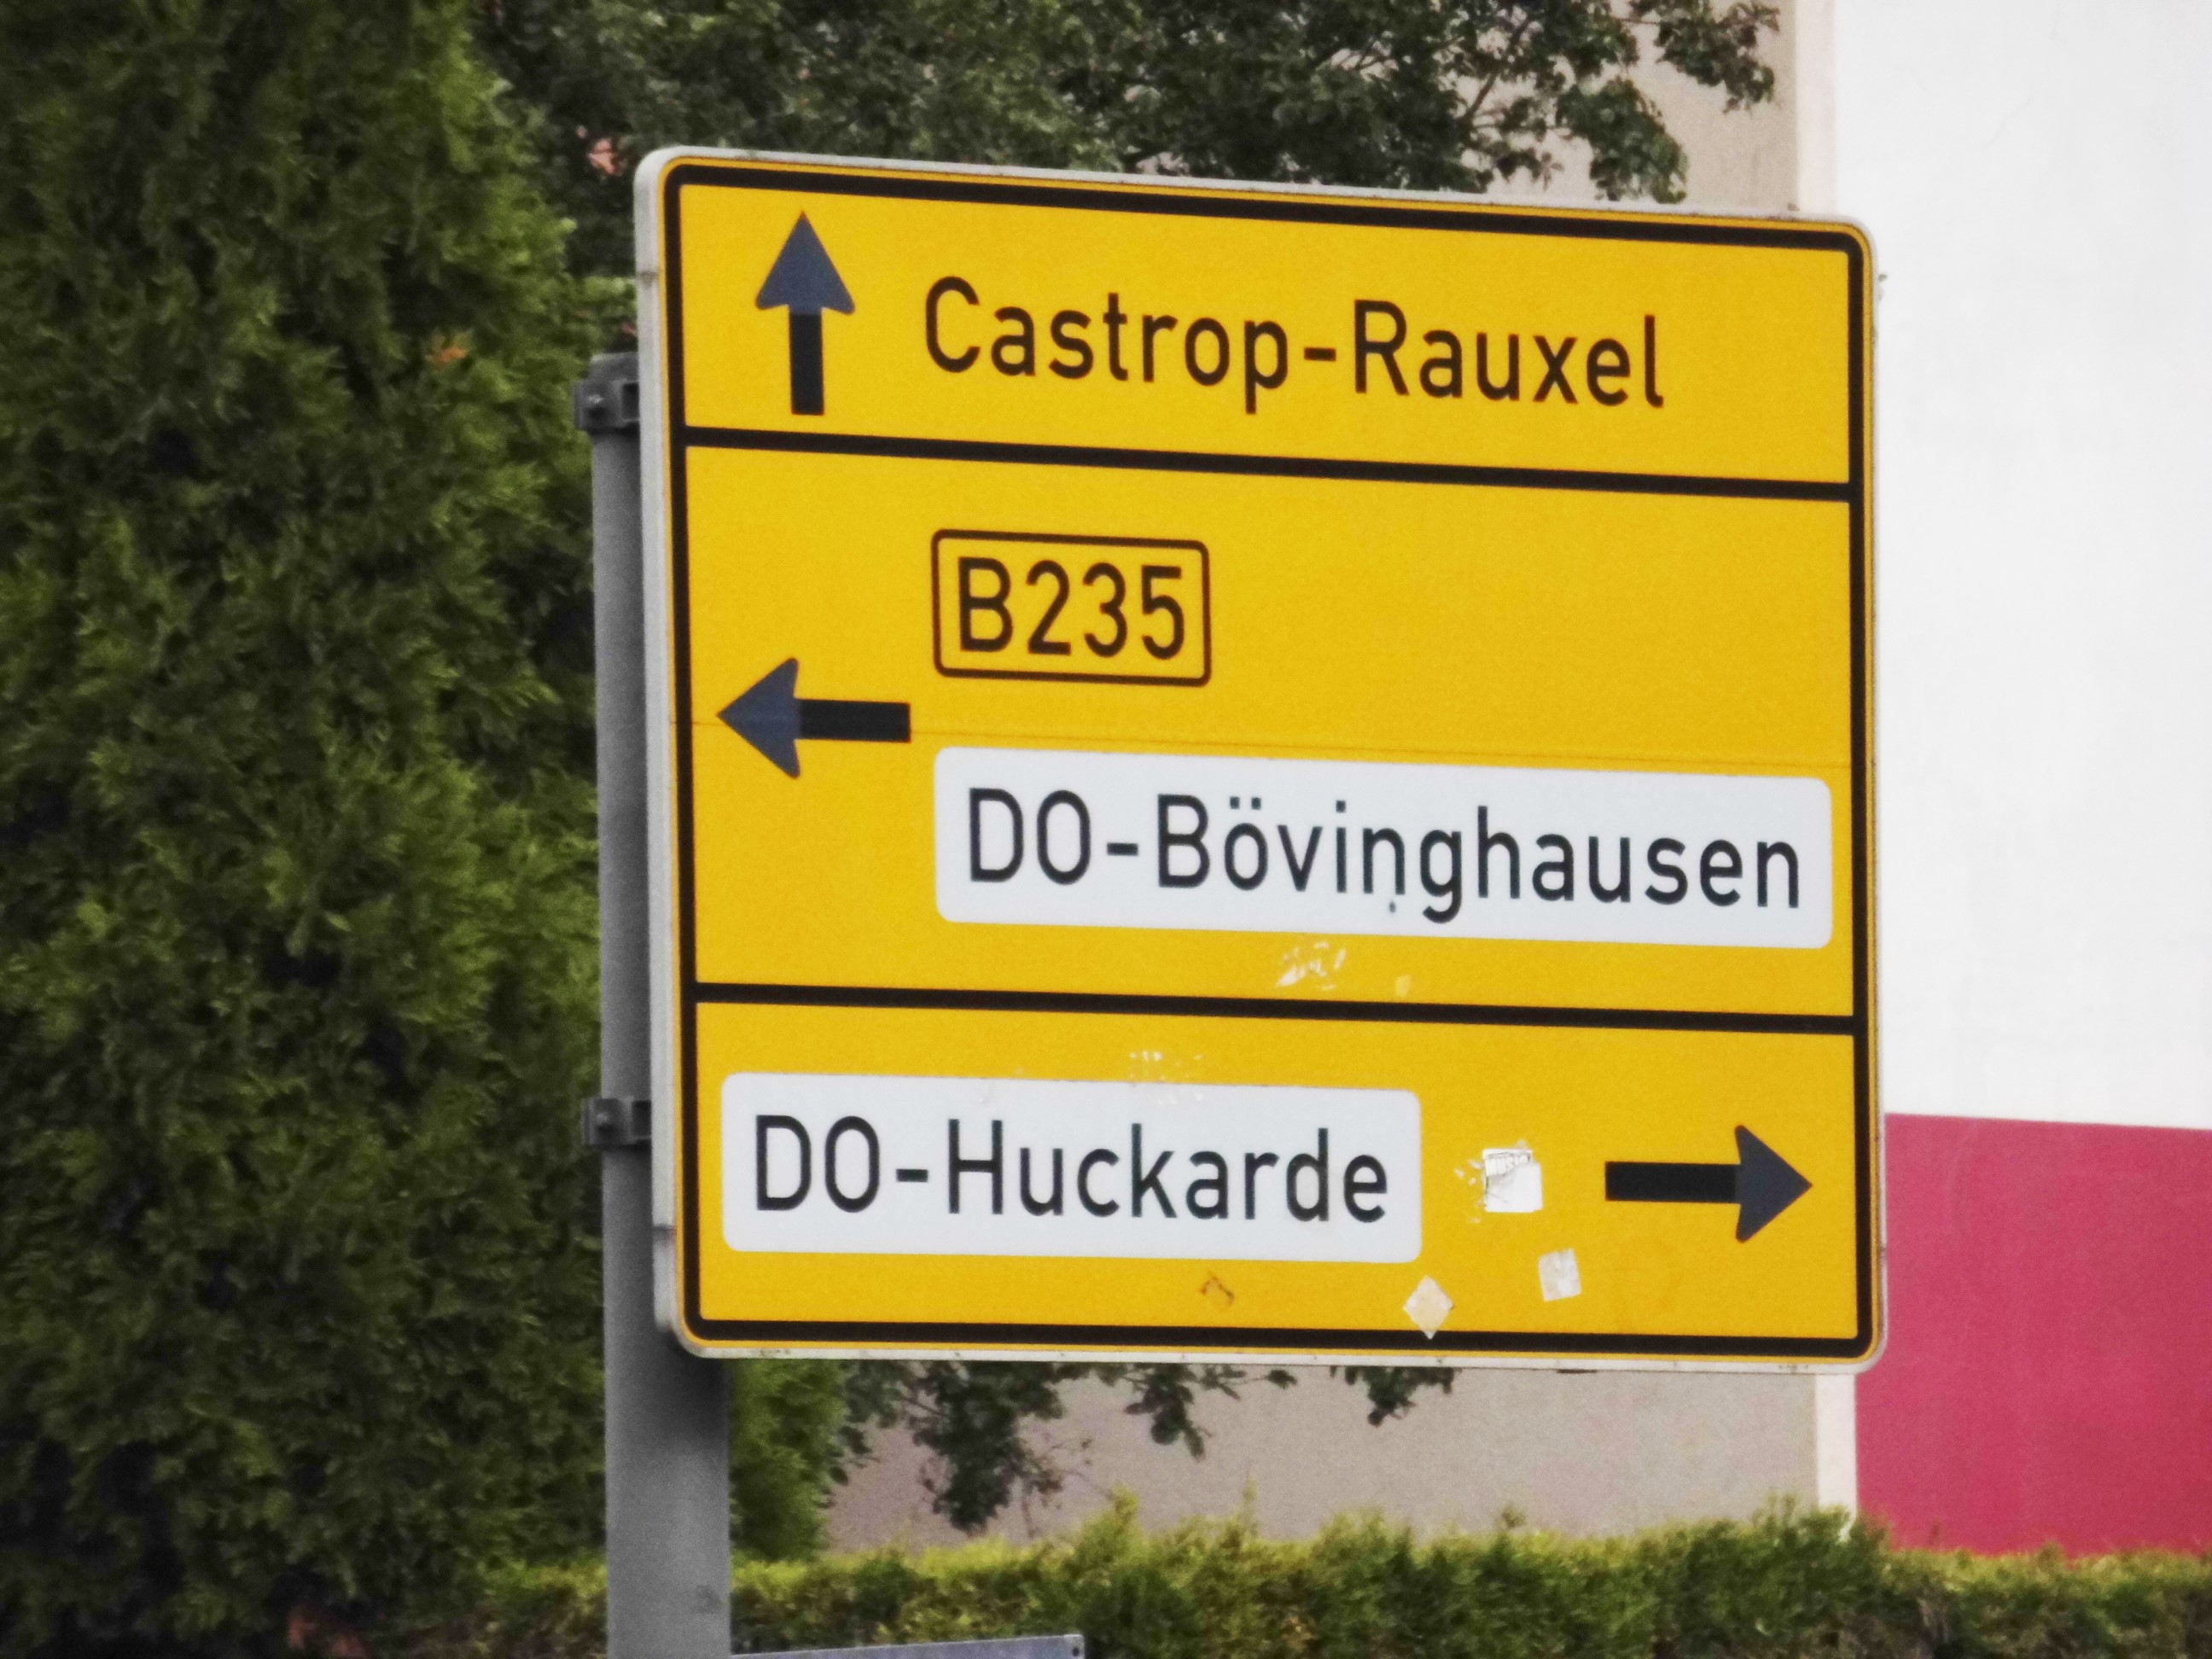 Castrop-Rauxel
B235
DO-Bövinghausen
DO-Huckarde